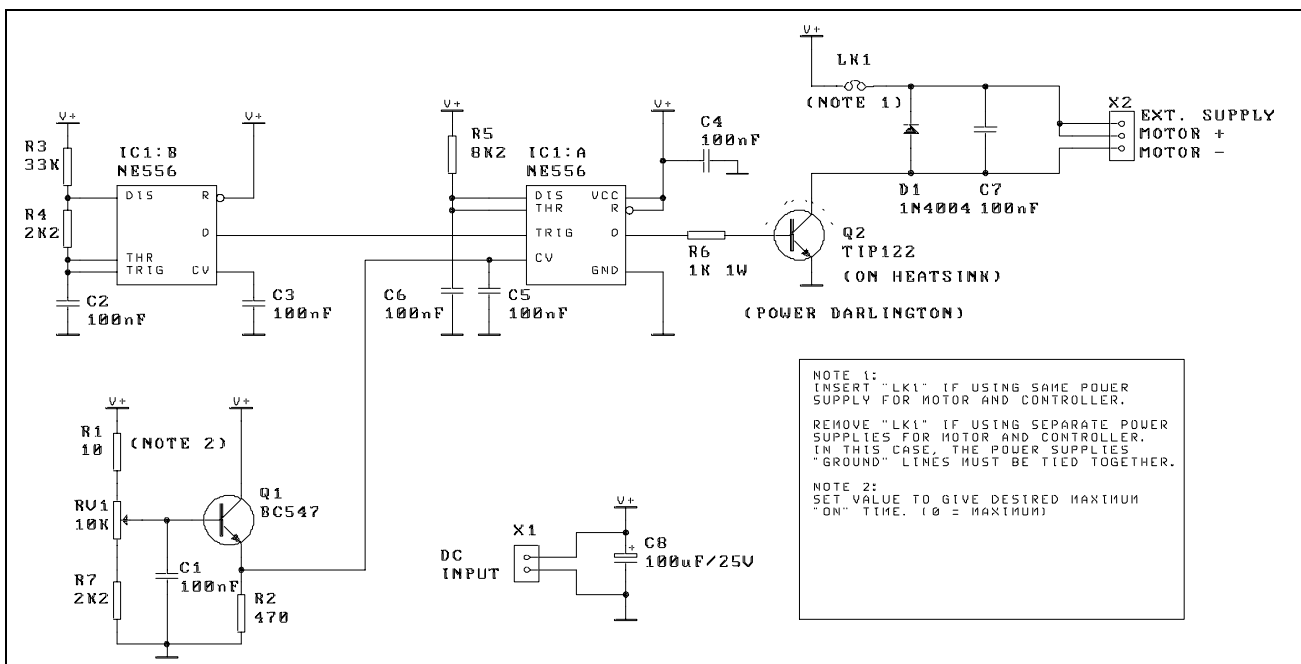 V+
LK1
(NOTE 1)
X2
EXT. SUPPLY
MOTOR +
MOTOR -
D1
1N4004
C7
100nF
V+
R3
33K
R4
2K2
C2
100nF
IC1:B
NE556
DIS
R
D
THR
TRIG
CV
V+
C3
100nF
V+
R5
8K2
C6
100nF
C5
100nF
IC1:A
NE556
DIS
THR
TRIG
CV
VCC
R
D
GND
V+
C4
100nF
R6
1K 1W
Q2
TIP122
(ON HEATSINK)
(POWER DARLINGTON)
V+
R1
10
(NOTE 2)
RV1
10K
R7
2K2
C1
100nF
V+
Q1
BC547
R2
470
X1
DC
INPUT
V+
+
C8
100uF/25V
NOTE 1:
INSERT "LK1" IF USING SAME POWER
SUPPLY FOR MOTOR AND CONTROLLER.
REMOVE "LK1" IF USING SEPARATE POWER
SUPPLIES FOR MOTOR AND CONTROLLER.
IN THIS CASE, THE POWER SUPPLIES
"GROUND" LINES MUST BE TIED TOGETHER.
NOTE 2:
SET VALUE TO GIVE DESIRED MAXIMUM
"ON" TIME. (0 = MAXIMUM)